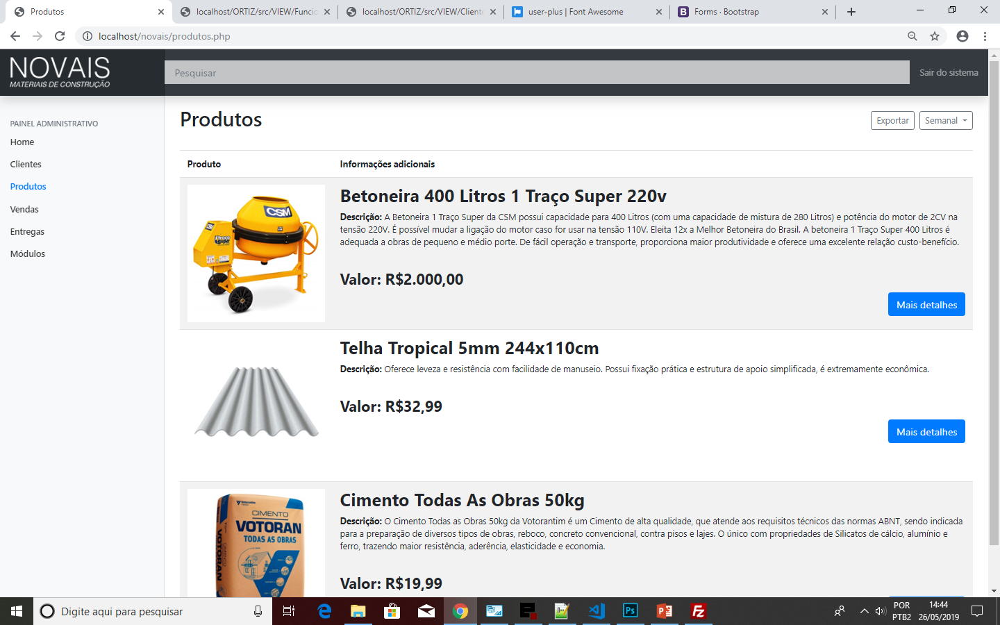 Produtos
localhost/ORTIZ/src/VIEW/Funcio
localhost/ORTIZ/src/VIEW/Cliente
user-plus | Font Awesome
Forms · Bootstrap
localhost/novais/produtos.php
NOVAIS
MATERIAIS DE CONSTRUÇÃO
Pesquisar
Sair do sistema
PAINEL ADMINISTRATIVO
Home
Clientes
Produtos
Vendas
Entregas
Módulos
Produtos
Exportar
Semanal
Produto
Informações adicionais
CSM
Betoneira 400 Litros 1 Traço Super 220v
Descrição: A Betoneira 1 Traço Super da CSM possui capacidade para 400 Litros (com uma capacidade de mistura de 280 Litros) e potência do motor de 2CV na
tensão 220V. É possível mudar a ligação do motor caso for usar na tensão 110V. Eleita 12x a Melhor Betoneira do Brasil. A betoneira 1 Traço Super 400 Litros é
adequada a obras de pequeno e médio porte. De fácil operação e transporte, proporciona maior produtividade e oferece uma excelente relação custo-benefício.
Valor: R$2.000,00
Mais detalhes
Telha Tropical 5mm 244x110cm
Descrição: Oferece leveza e resistência com facilidade de manuseio. Possui fixação prática e estrutura de apoio simplificada, é extremamente econômica.
Valor: R$32,99
Mais detalhes
CIMENTO
VOTORAN
TODAS AS OBRAS
VOTORAN
Cimento Todas As Obras 50kg
Descrição: O Cimento Todas as Obras 50kg da Votorantim é um Cimento de alta qualidade, que atende aos requisitos técnicos das normas ABNT, sendo indicada
para a preparação de diversos tipos de obras, reboco, concreto convencional, contra pisos e lajes. O único com propriedades de Silicatos de cálcio, alumínio e
ferro, trazendo maior resistência, aderência, elasticidade e economia.
Valor: R$19,99
Digite aqui para pesquisar
POR
PTB2
14:44
26/05/2019